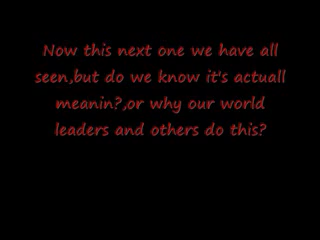 Now this next one we have all
seen,but do we know it's actuall
meanin?,or why our world
leaders and others do this?